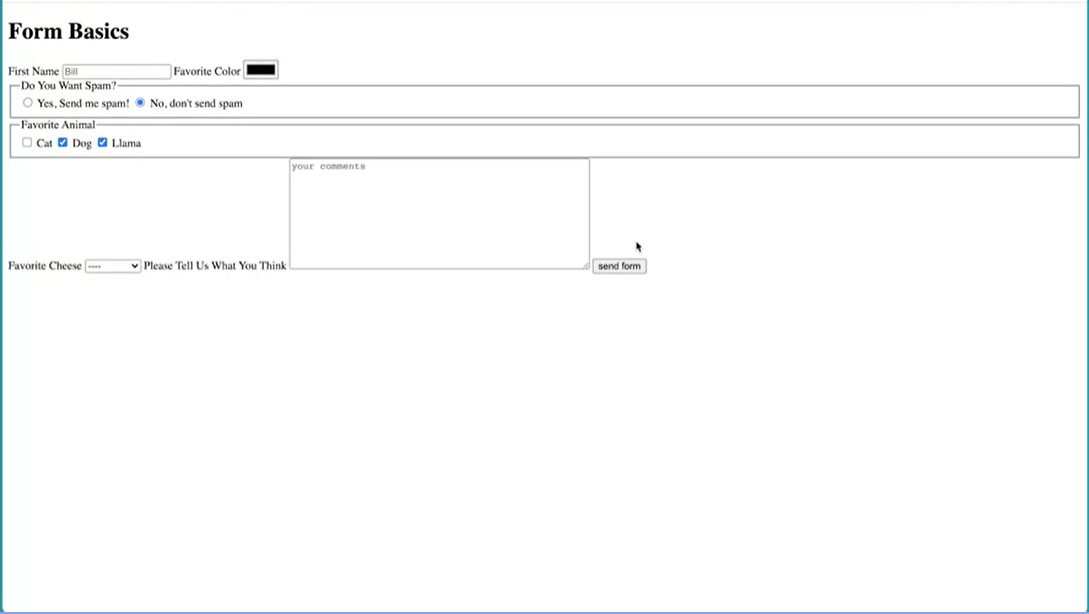 Form Basics
First Name Bill Favorite Color
Do You Want Spam?
Yes, Send me spam! No, don't send spam
Favorite Animal
Cat Dog Llama
your comments
Favorite Cheese ---- Please Tell Us What You Think send form